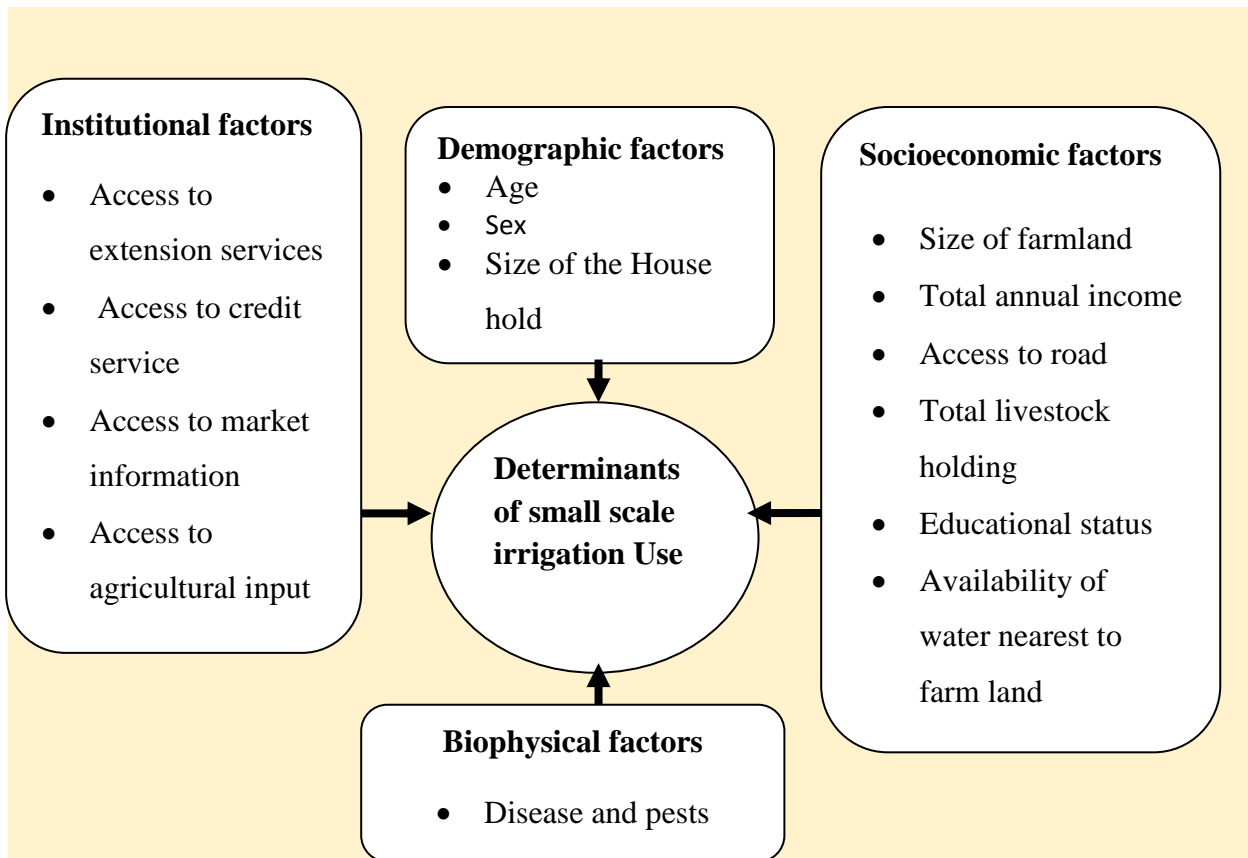 Institutional factors
• Access to
extension services
• Access to credit
service
• Access to market
information
• Access to
agricultural input
Demographic factors
• Age
• Sex
• Size of the House
hold
Socioeconomic factors
• Size of farmland
• Total annual income
• Access to road
• Total livestock
holding
• Educational status
• Availability of
water nearest to
farm land
Determinants
of small scale
irrigation Use
Biophysical factors
• Disease and pests